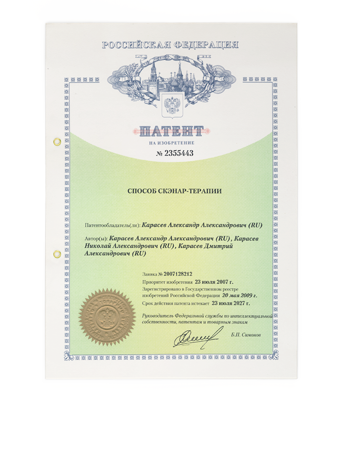 РОССИЙСКАЯ ФЕДЕРАЦИЯ
ПАТЕНТ
НА ИЗОБРЕТЕНИЕ
№ 2355443
СПОСОБ СКЭНАР-ТЕРАПИИ
Патентообладатель(ли): Карасев Александр Александрович (RU)
Автор(ы): Карасев Александр Александрович (RU), Карасев
Николай Александрович (RU), Карасев Дмитрий
Александрович (RU)
Заявка № 2007128212
Приоритет изобретения 23 июля 2007 г.
Зарегистрировано в Государственном реестре
изобретений Российской Федерации 20 мая 2009 г.
Срок действия патента истекает 23 июля 2027 г.
Руководитель Федеральной службы по интеллектуальной
собственности, патентам и товарным знакам
Б.П. Симонов